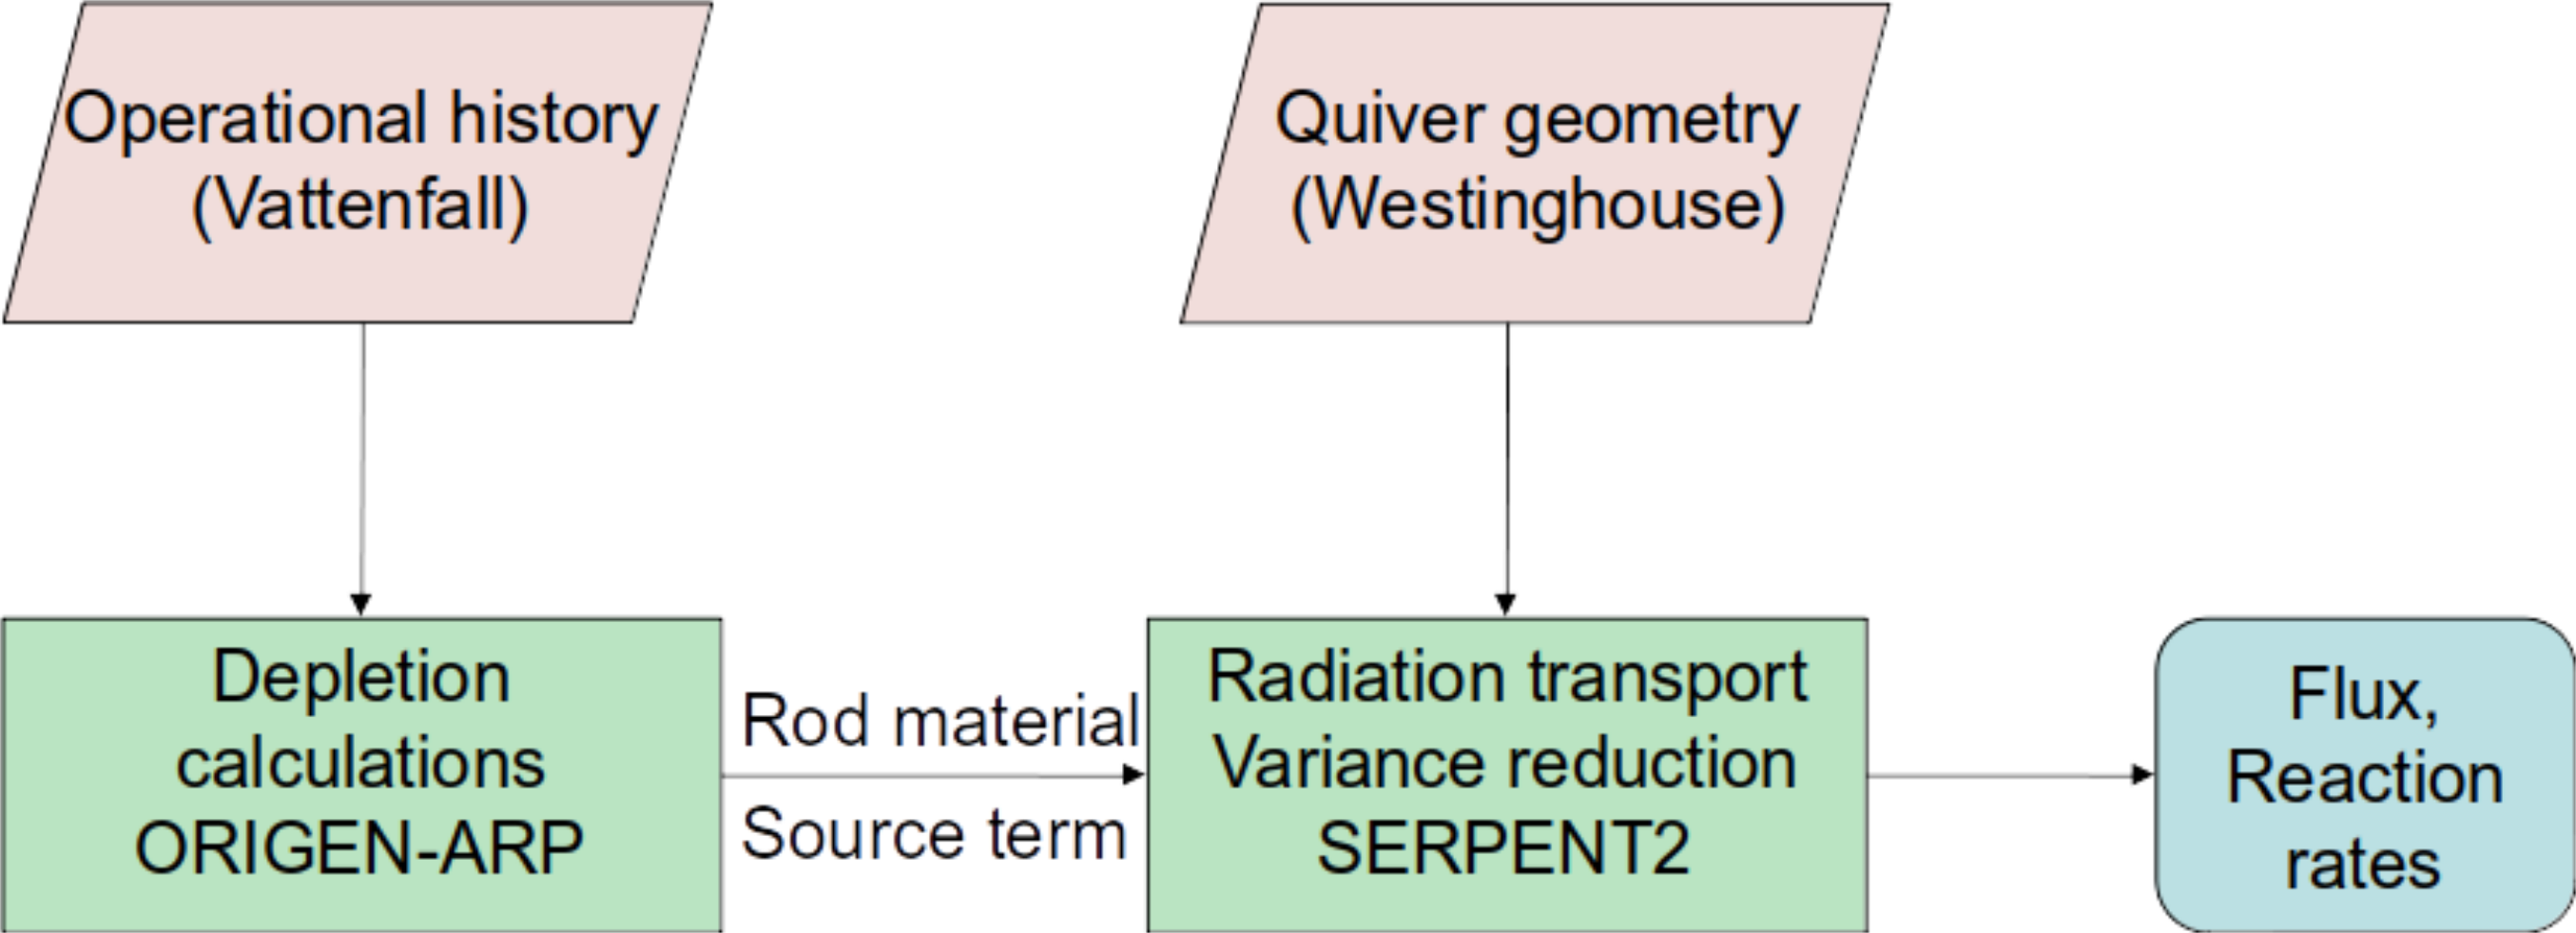 Operational history
(Vattenfall)
Quiver geometry
(Westinghouse)
Depletion
calculations
ORIGEN-ARP
Rod material
Source term
Radiation transport
Variance reduction
SERPENT2
Flux,
Reaction
rates